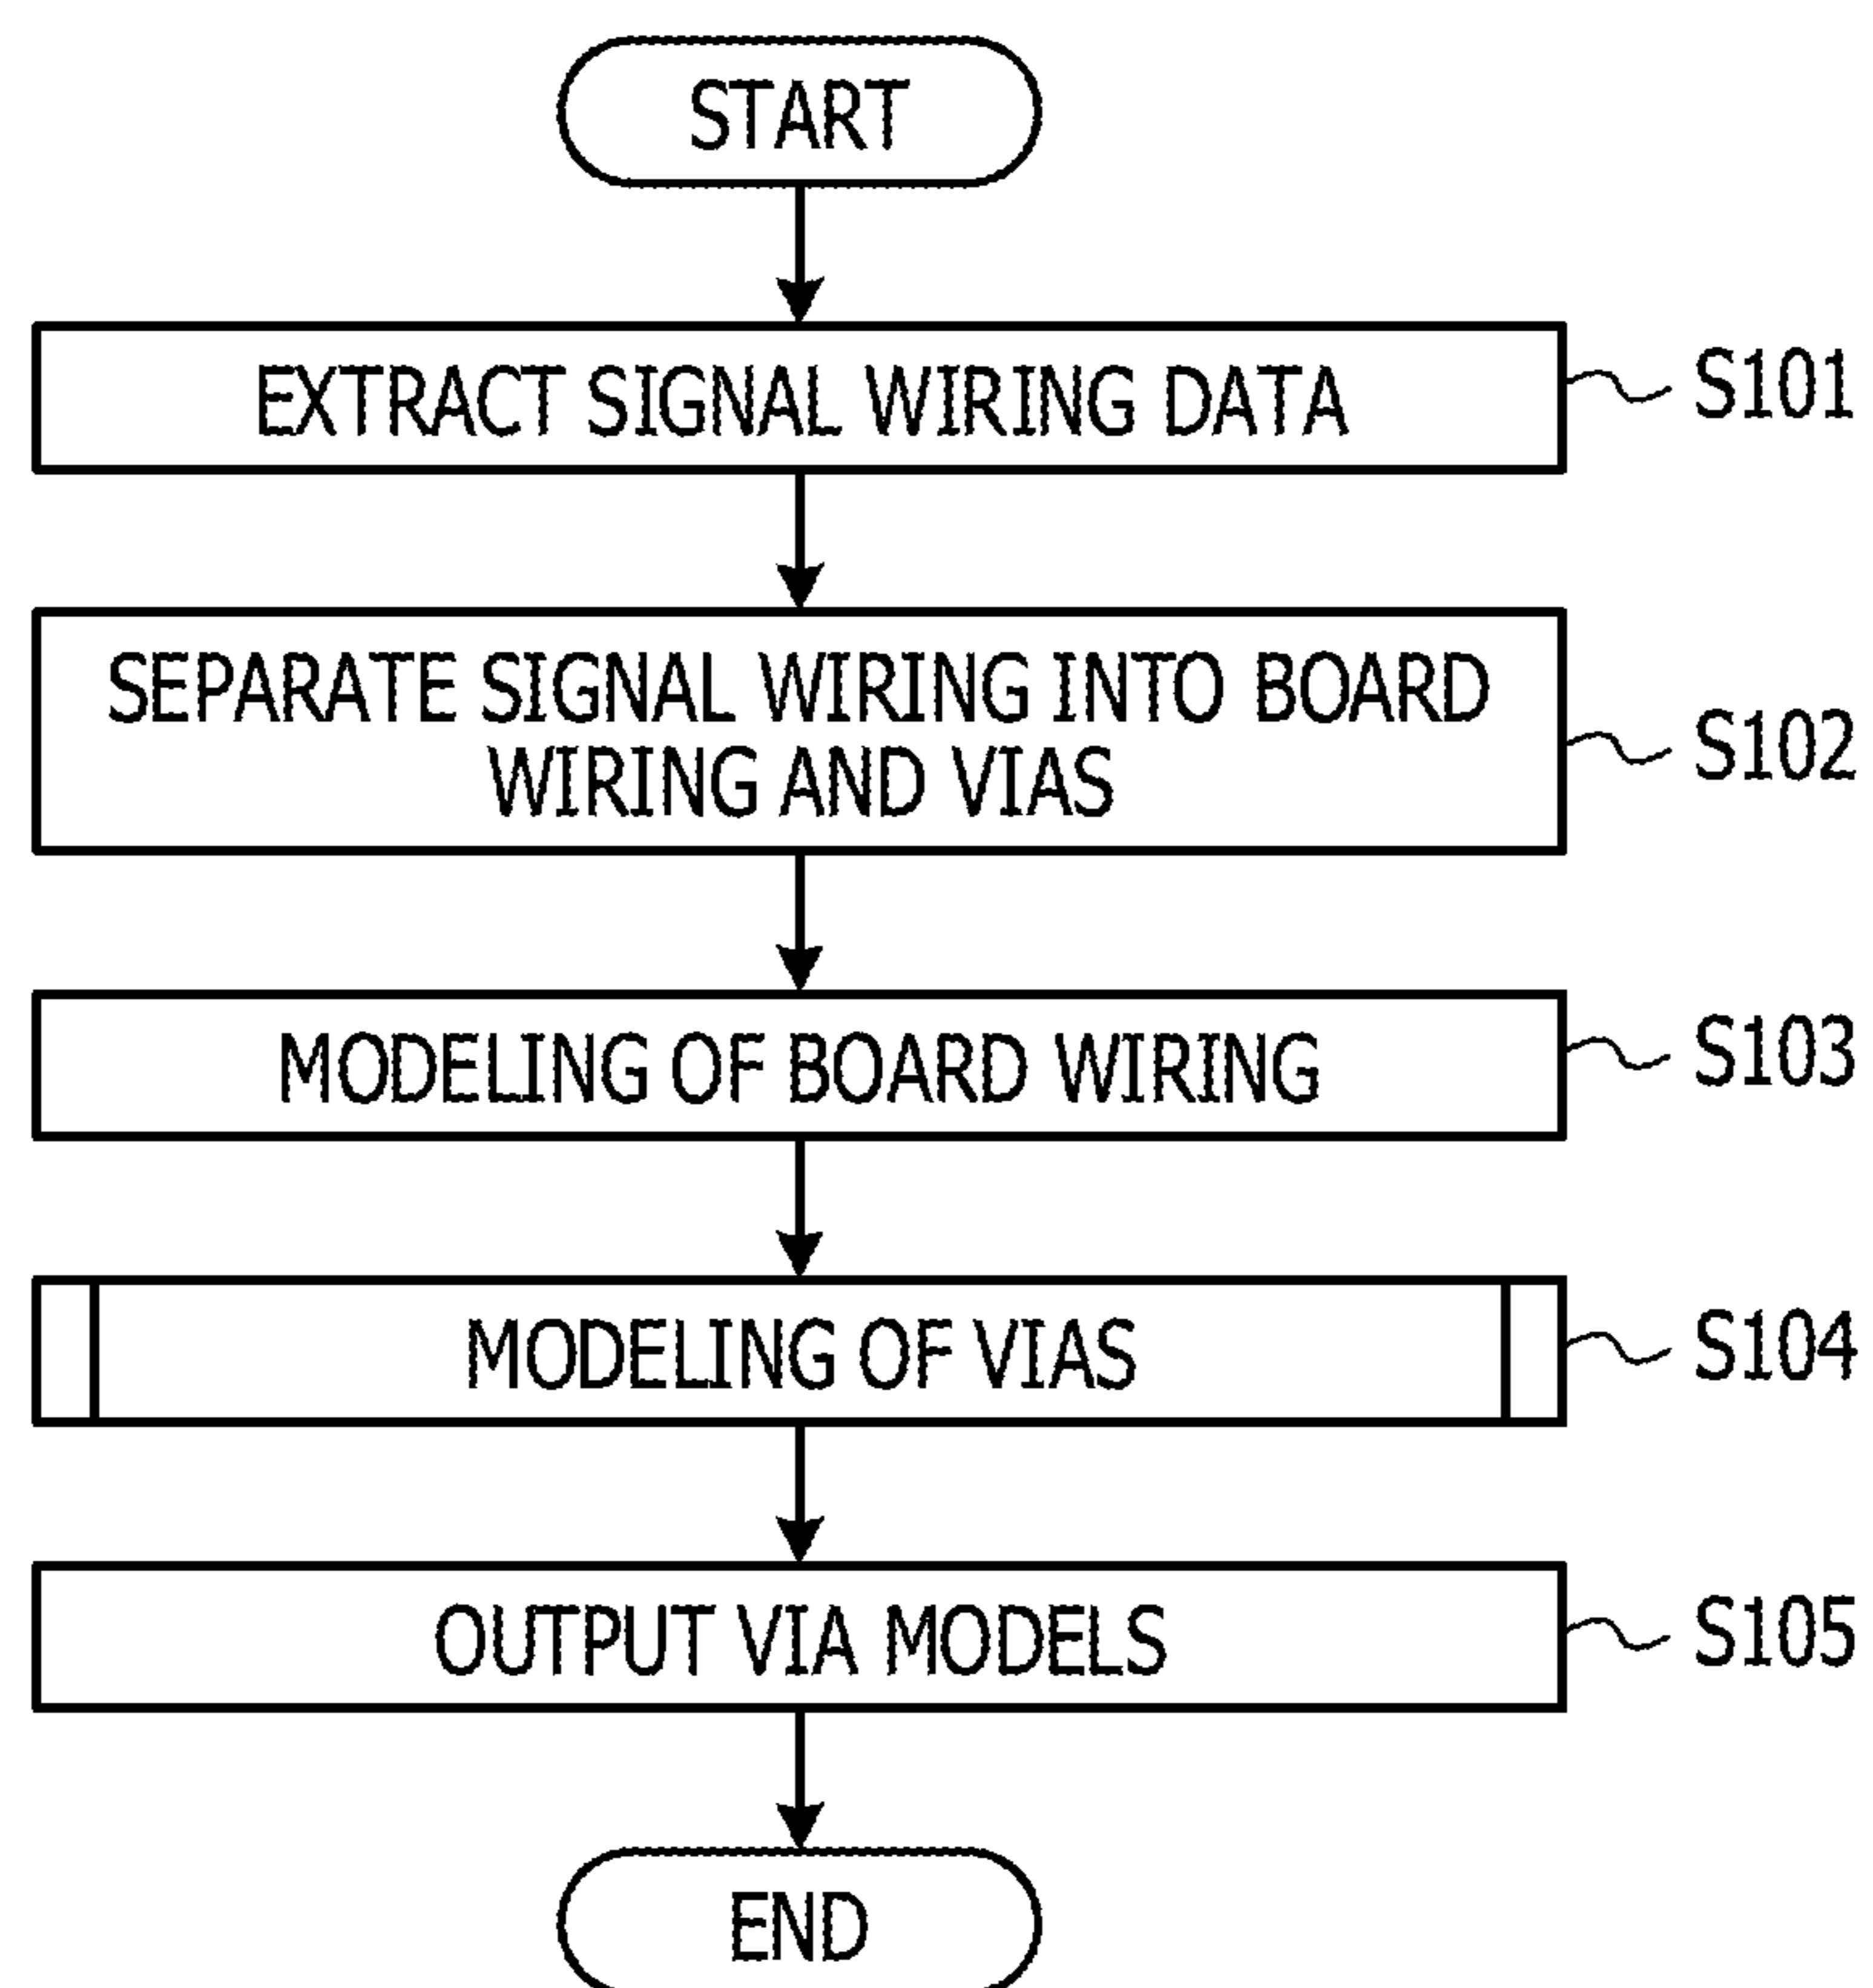 START
EXTRACT SIGNAL WIRING DATA
S101
SEPARATE SIGNAL WIRING INTO BOARD
WIRING AND VIAS
S102
MODELING OF BOARD WIRING
S103
MODELING OF VIAS
S104
OUTPUT VIA MODELS
S105
END